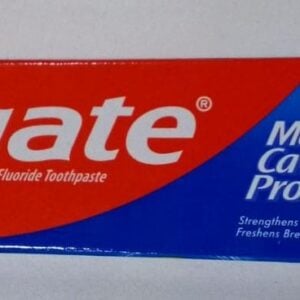 gate®
Fluoride Toothpaste
Ca
Pro
Strengthens
Freshens Bre